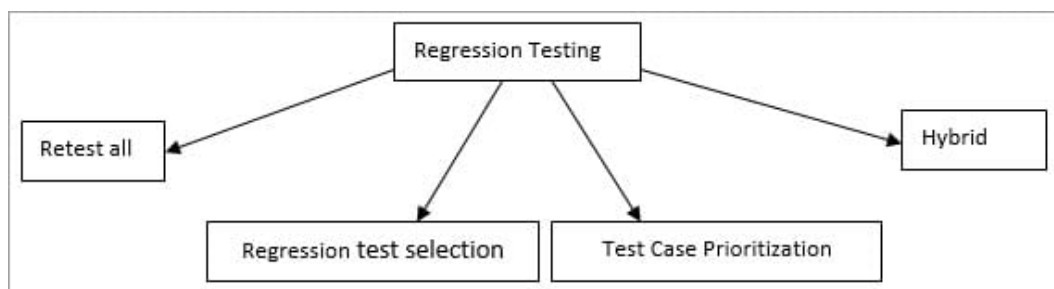 Regression Testing
Retest all
Hybrid
Regression test selection
Test Case Prioritization